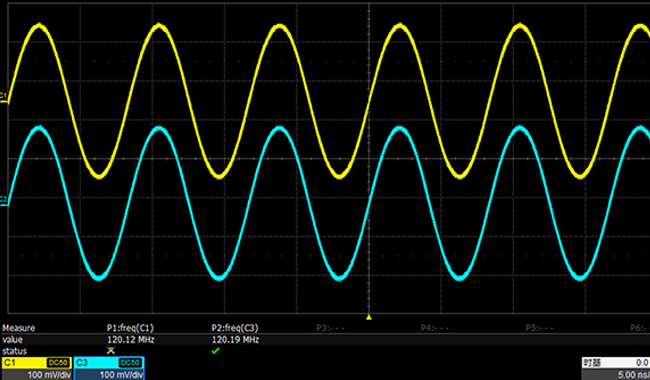 C1
C3
Measure P1:freq(C1) P2:freq(C3) P3:--- P4:--- P5:--- P6:-
value 120.12 MHz 120.19 MHz
status
C1 DC50 C3 DC50 时基 0.0
100 mV/div 100 mV/div 5.00 ns/